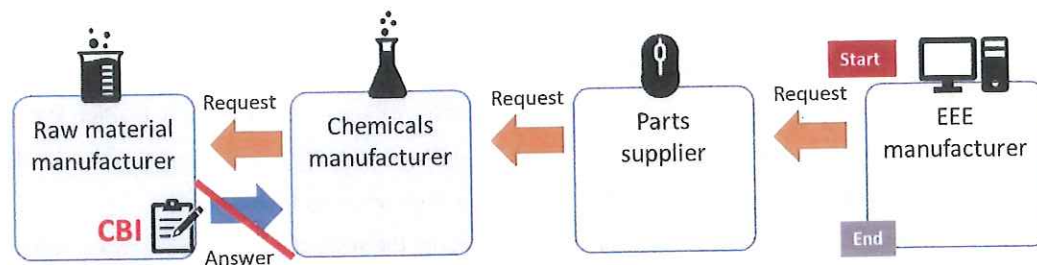 Start
Request
Request
Request
Raw material
manufacturer
Chemicals
manufacturer
Parts
supplier
EEE
manufacturer
CBI
Answer
End